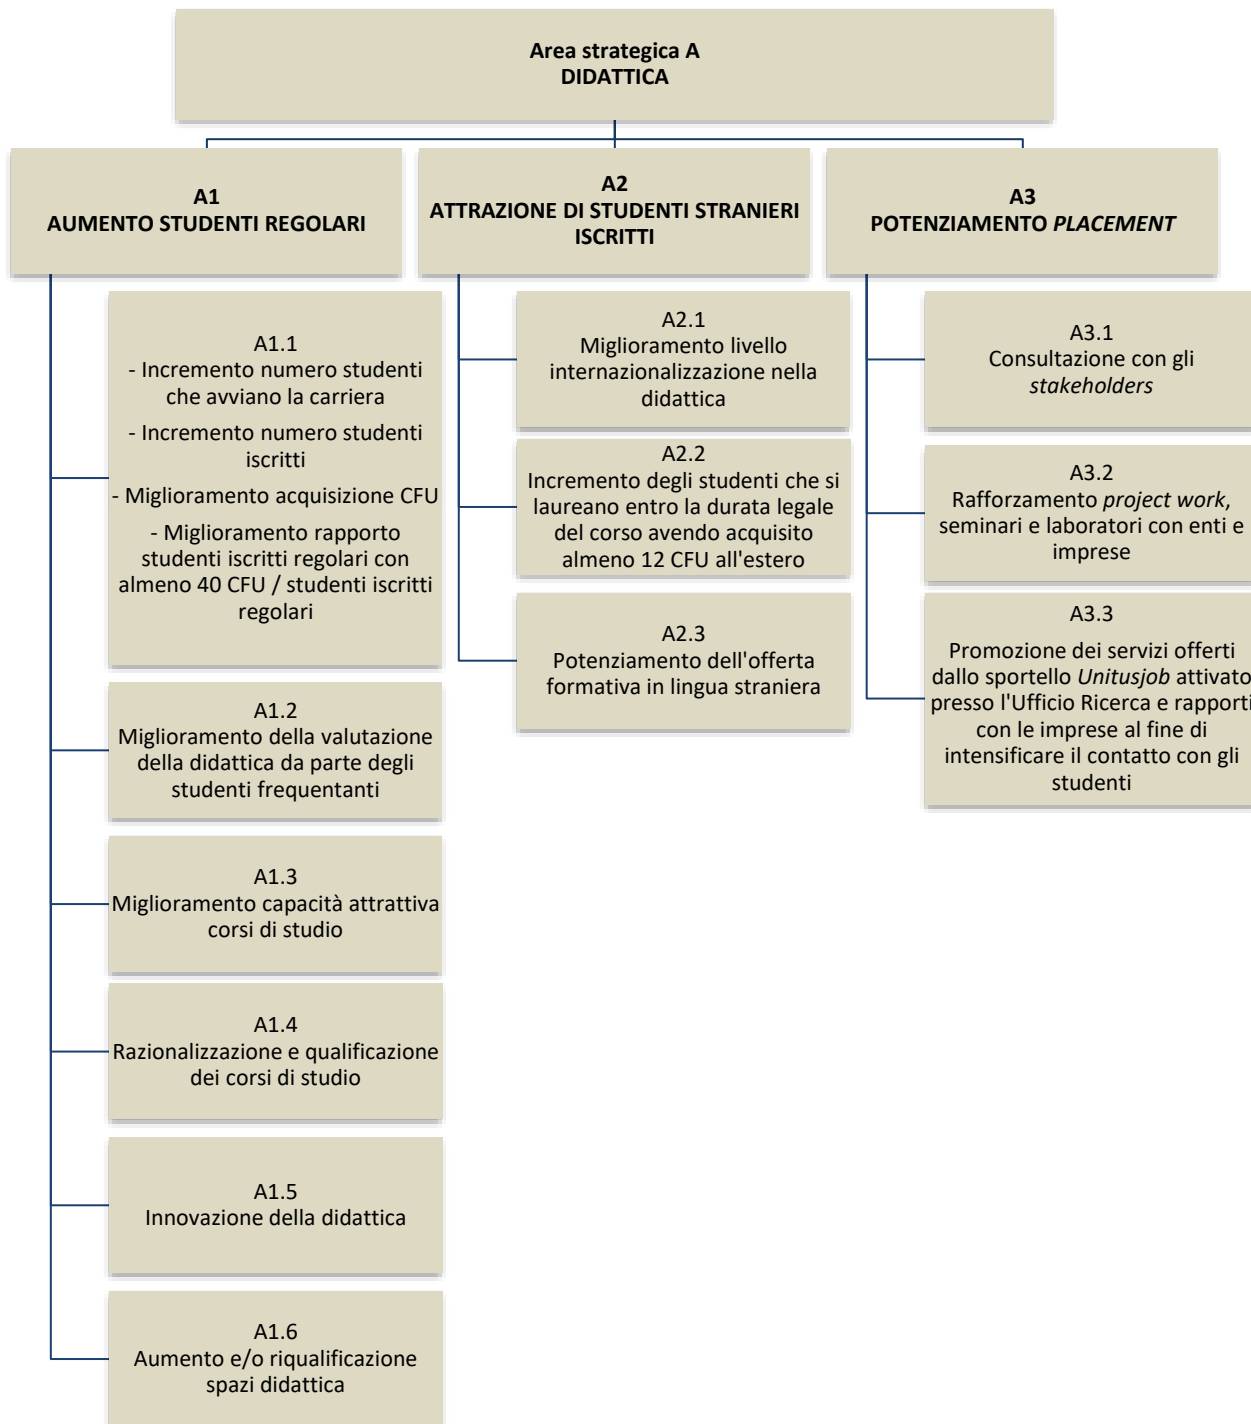 Area strategica A
DIDATTICA
A1
AUMENTO STUDENTI REGOLARI
A2
ATTRAZIONE DI STUDENTI STRANIERI
ISCRITTI
A3
POTENZIAMENTO PLACEMENT
A1.1
- Incremento numero studenti
che avviano la carriera
- Incremento numero studenti
iscritti
- Miglioramento acquisizione CFU
- Miglioramento rapporto
studenti iscritti regolari con
almeno 40 CFU / studenti iscritti
regolari
A1.2
Miglioramento della valutazione
della didattica da parte degli
studenti frequentanti
A1.3
Miglioramento capacità attrattiva
corsi di studio
A1.4
Razionalizzazione e qualificazione
dei corsi di studio
A1.5
Innovazione della didattica
A1.6
Aumento e/o riqualificazione
spazi didattica
A2.1
Miglioramento livello
internazionalizzazione nella
didattica
A2.2
Incremento degli studenti che si
laureano entro la durata legale
del corso avendo acquisito
almeno 12 CFU all'estero
A2.3
Potenziamento dell'offerta
formativa in lingua straniera
A3.1
Consultazione con gli
stakeholders
A3.2
Rafforzamento project work,
seminari e laboratori con enti e
imprese
A3.3
Promozione dei servizi offerti
dallo sportello Unitusjob attivato
presso l'Ufficio Ricerca e rapporti
con le imprese al fine di
intensificare il contatto con gli
studenti